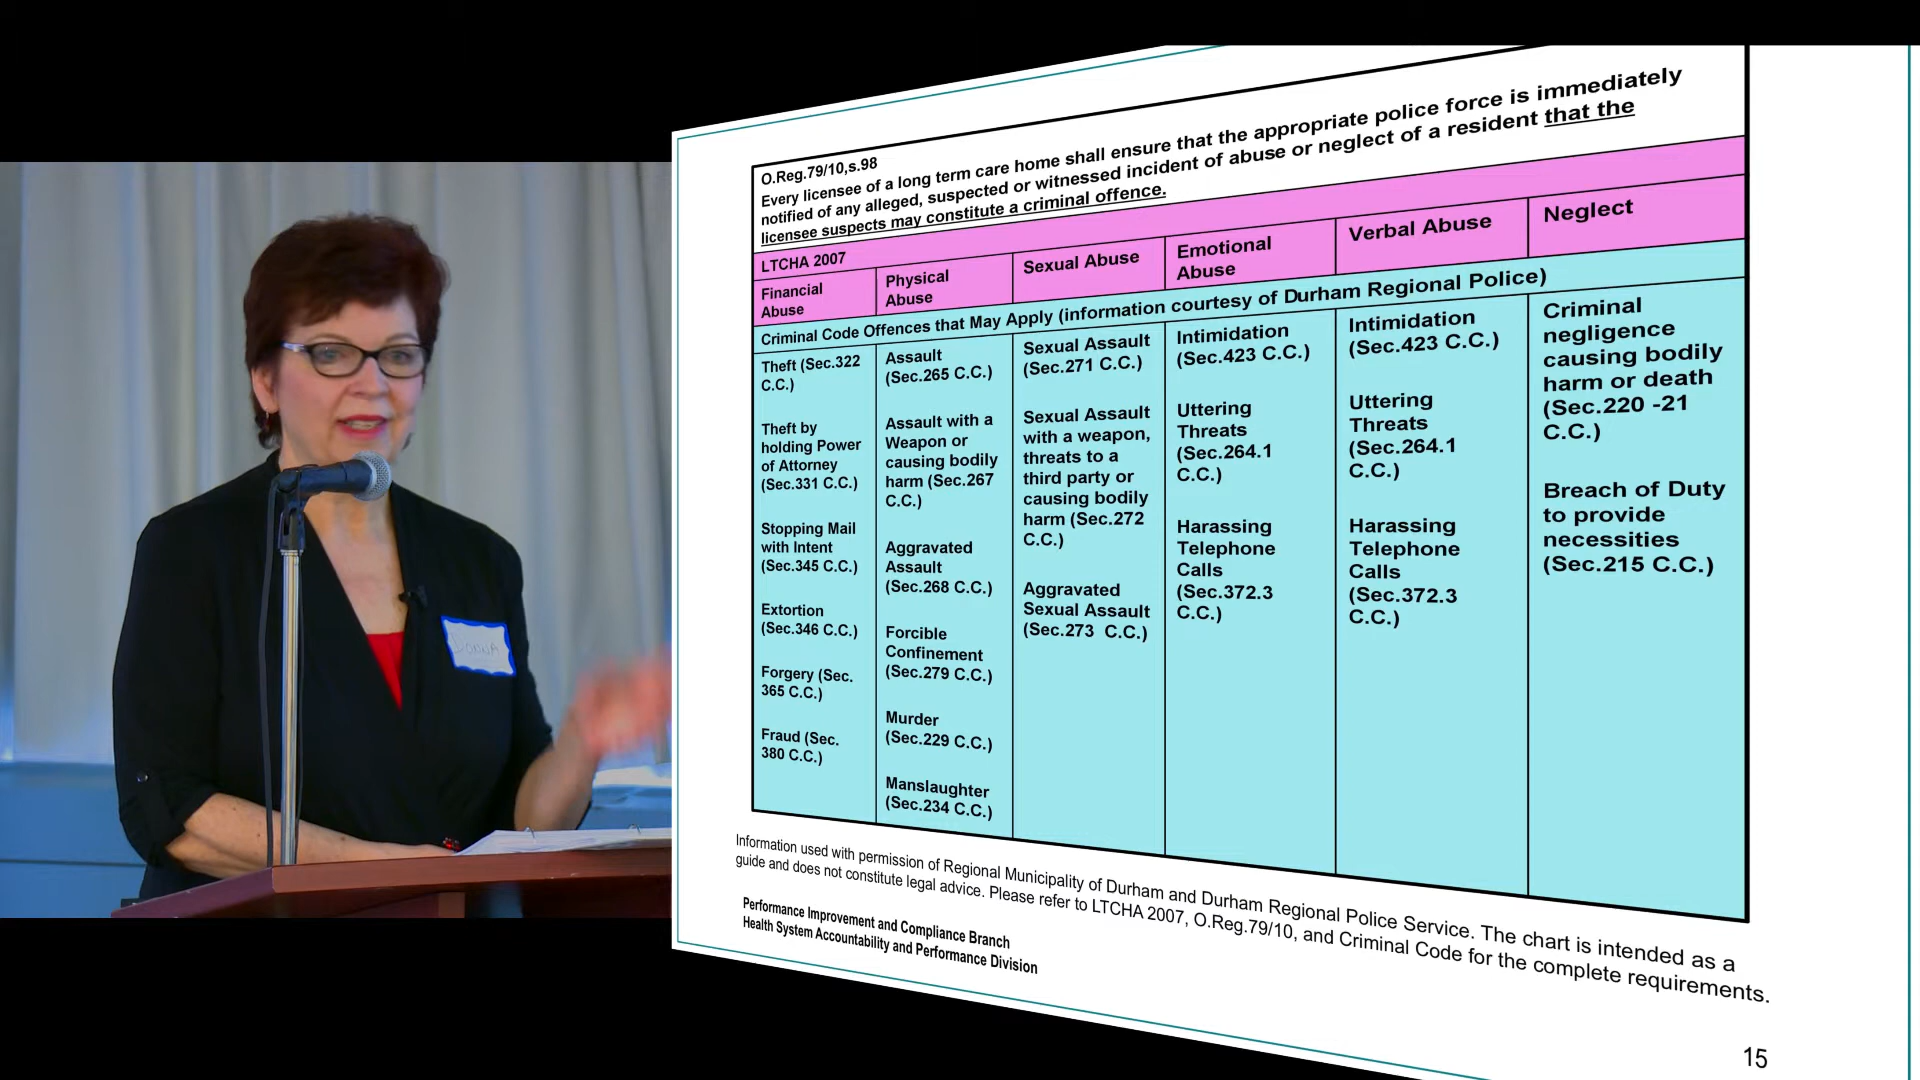 DONNA
O.Reg.79/10,s.98
Every licensee of a long term care home shall ensure that the appropriate police force is immediately
notified of any alleged, suspected or witnessed incident of abuse or neglect of a resident that the
licensee suspects may constitute a criminal offence.
LTCHA 2007
Financial
Abuse
Physical
Abuse
Sexual Abuse
Emotional
Abuse
Verbal Abuse
Neglect
Criminal Code Offences that May Apply (information courtesy of Durham Regional Police)
Theft (Sec.322
C.C.)
Theft by
holding Power
of Attorney
(Sec.331 C.C.)
Stopping Mail
with Intent
(Sec.345 C.C.)
Extortion
(Sec.346 C.C.)
Forgery (Sec.
365 C.C.)
Fraud (Sec.
380 C.C.)
Assault
(Sec.265 C.C.)
Assault with a
Weapon or
causing bodily
harm (Sec.267
C.C.)
Aggravated
Assault
(Sec.268 C.C.)
Forcible
Confinement
(Sec.279 C.C.)
Murder
(Sec.229 C.C.)
Manslaughter
(Sec.234 C.C.)
Sexual Assault
(Sec.271 C.C.)
Sexual Assault
with a weapon,
threats to a
third party or
causing bodily
harm (Sec.272
C.C.)
Aggravated
Sexual Assault
(Sec.273 C.C.)
Intimidation
(Sec.423 C.C.)
Uttering
Threats
(Sec.264.1
C.C.)
Harassing
Telephone
Calls
(Sec.372.3
C.C.)
Intimidation
(Sec.423 C.C.)
Uttering
Threats
(Sec.264.1
C.C.)
Harassing
Telephone
Calls
(Sec.372.3
C.C.)
Criminal
negligence
causing bodily
harm or death
(Sec.220 -21
C.C.)
Breach of Duty
to provide
necessities
(Sec.215 C.C.)
Information used with permission of Regional Municipality of Durham and Durham Regional Police Service. The chart is intended as a
guide and does not constitute legal advice. Please refer to LTCHA 2007, O.Reg.79/10, and Criminal Code for the complete requirements.
Performance Improvement and Compliance Branch
Health System Accountability and Performance Division
15